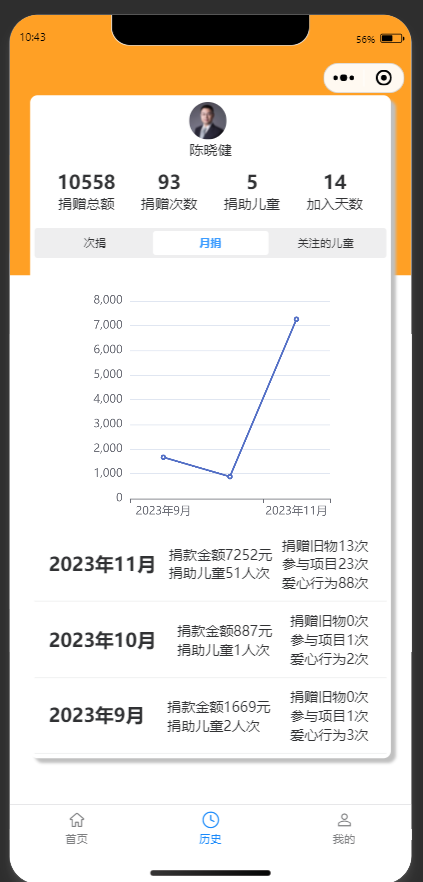 10:43
56%
陈晓健
10558 93 5 14
捐赠总额 捐赠次数 捐助儿童 加入天数
次捐 月捐 关注的儿童
8,000
7,000
6,000
5,000
4,000
3,000
2,000
1,000
0
2023年9月 2023年11月
2023年11月
捐款金额7252元
捐助儿童51人次
捐赠旧物13次
参与项目23次
爱心行为88次
2023年10月
捐款金额887元
捐助儿童1人次
捐赠旧物0次
参与项目1次
爱心行为2次
2023年9月
捐款金额1669元
捐助儿童2人次
捐赠旧物0次
参与项目1次
爱心行为3次
首页 历史 我的